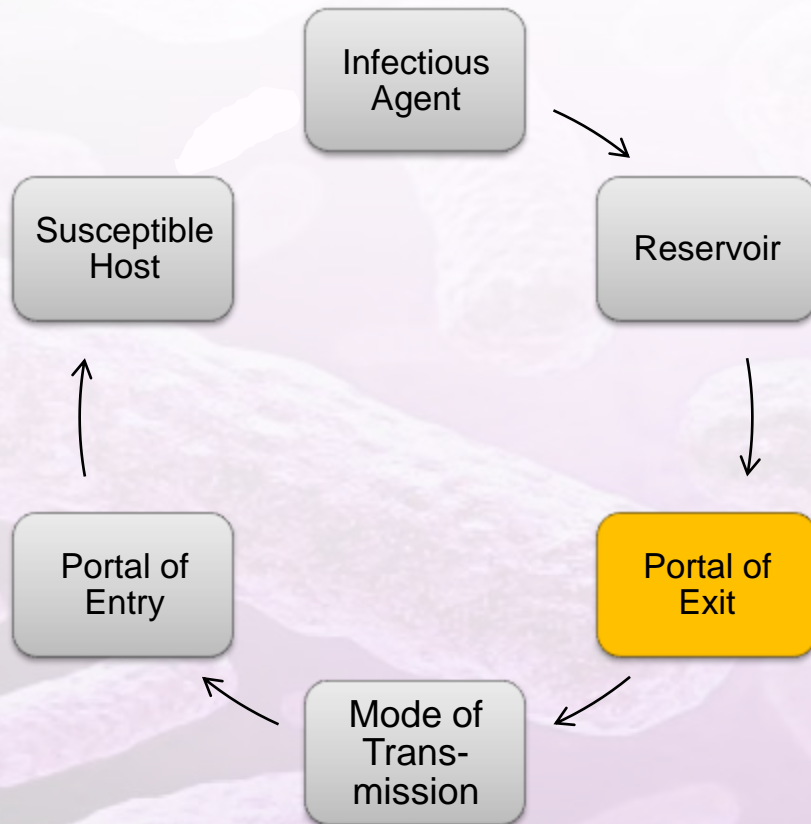 Infectious
Agent
Reservoir
Portal of
Exit
Mode of
Trans-
mission
Portal of
Entry
Susceptible
Host